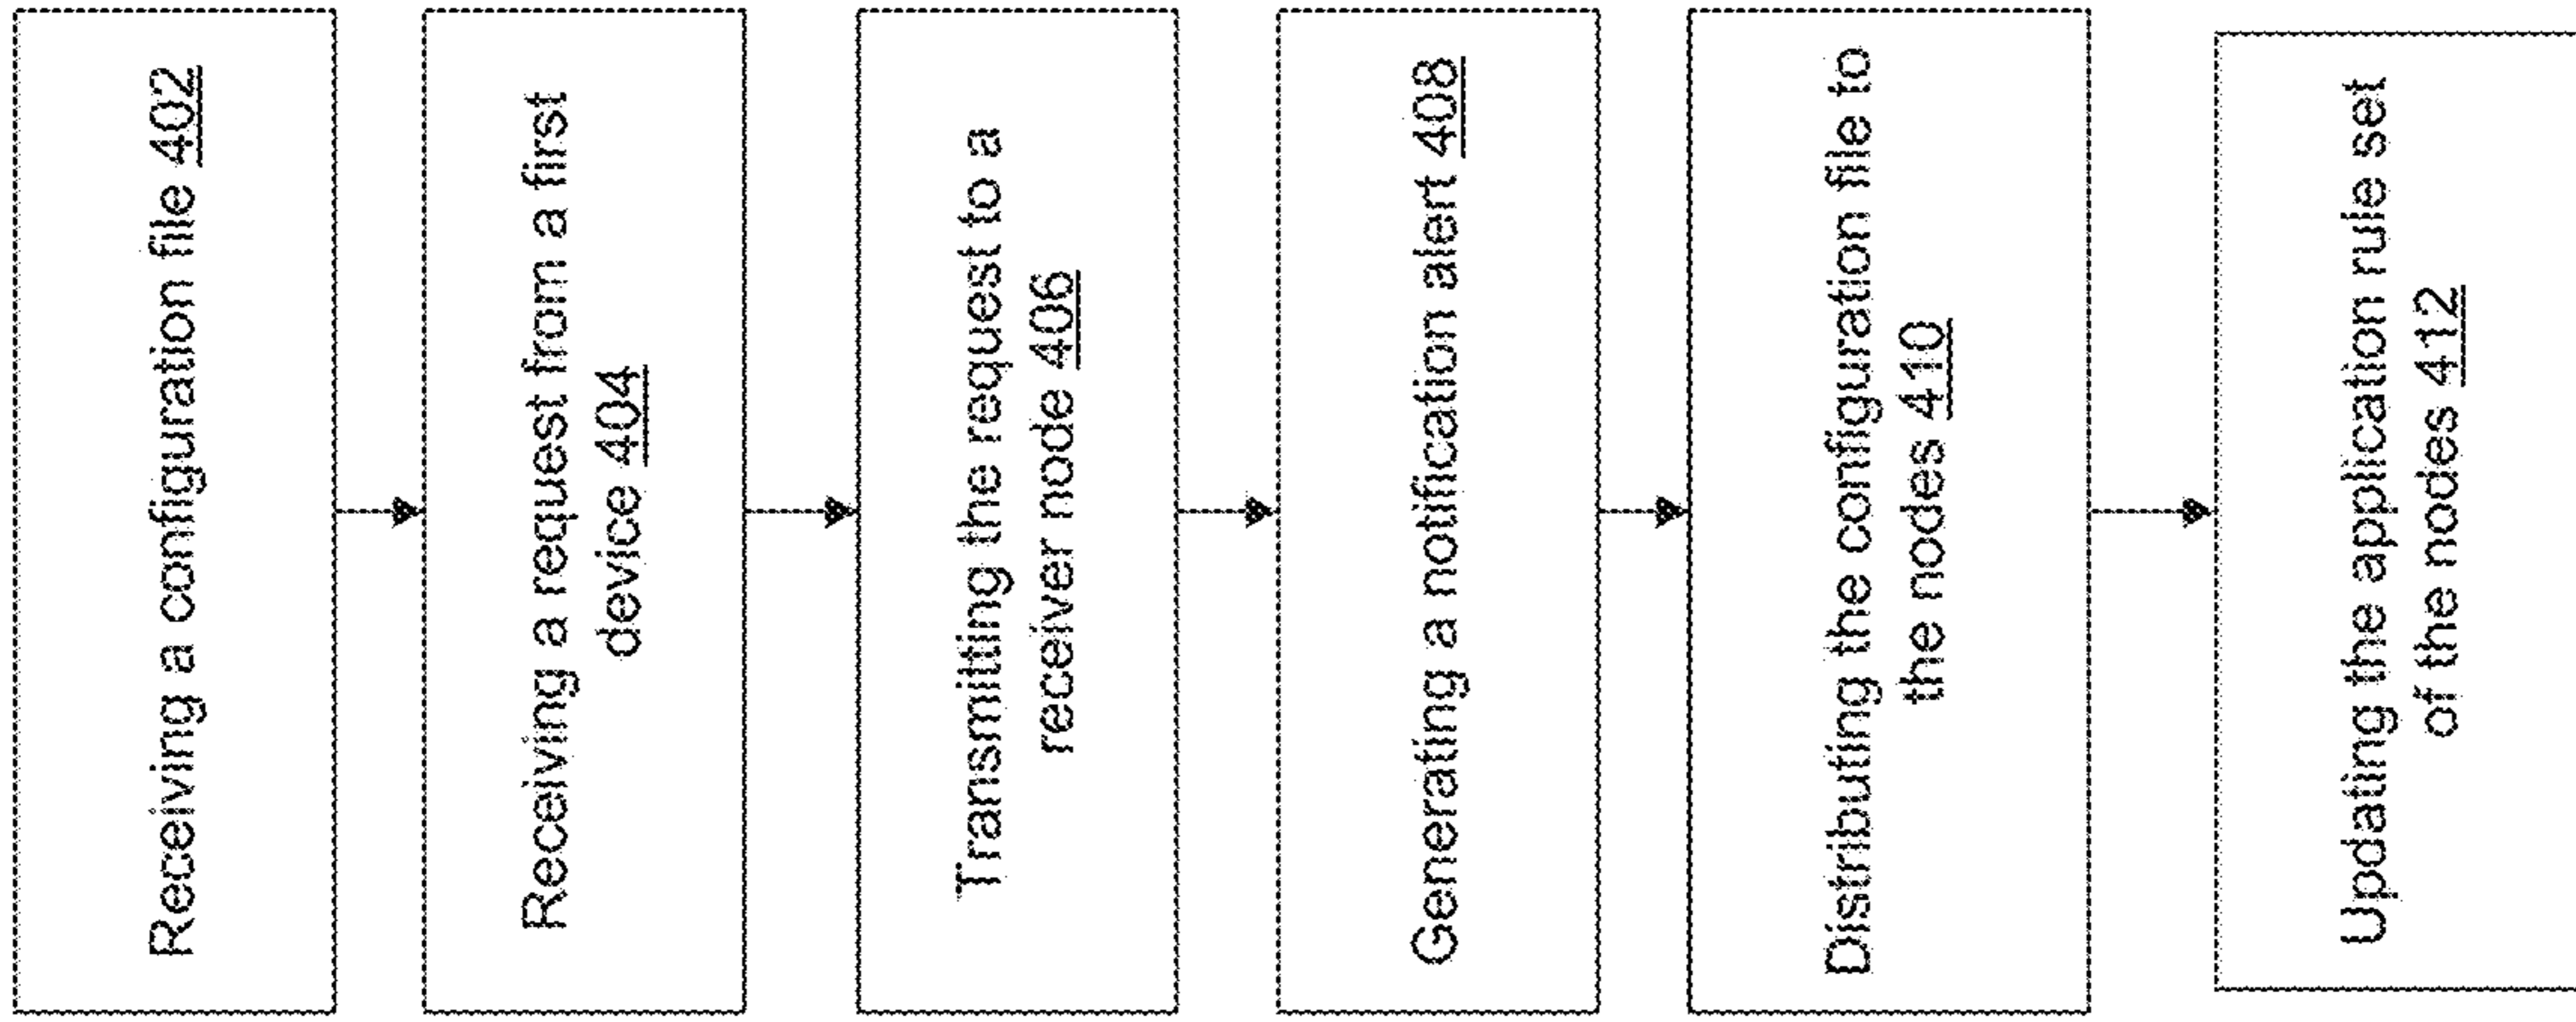 Receiving a configuration file 402
Receiving a request from a first
device 404
Transmitting the request to a
receiver node 406
Generating a notification alert 408
Distributing the configuration file to
the nodes 410
Updating the application rule set
of the nodes 412